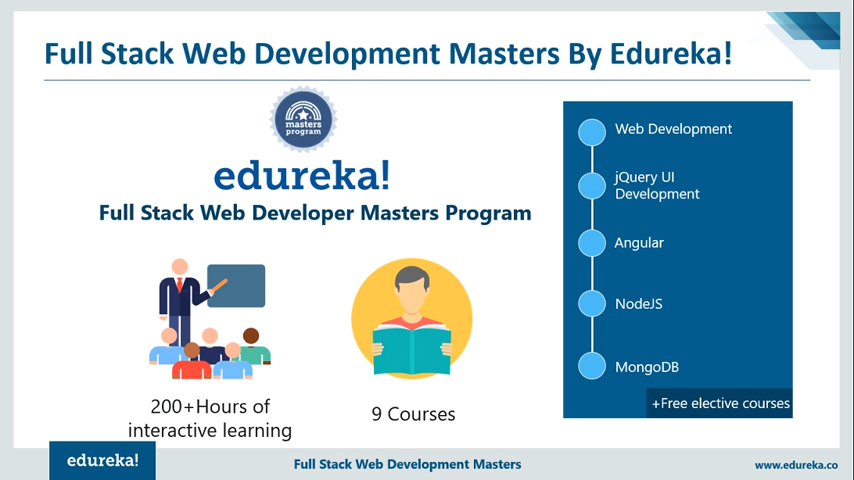 Full Stack Web Development Masters By Edureka!
masters
program
edureka!
Full Stack Web Developer Masters Program
200+Hours of
interactive learning
9 Courses
Web Development
jQuery UI
Development
Angular
NodeJS
MongoDB
+Free elective courses
edureka!
Full Stack Web Development Masters
www.edureka.co